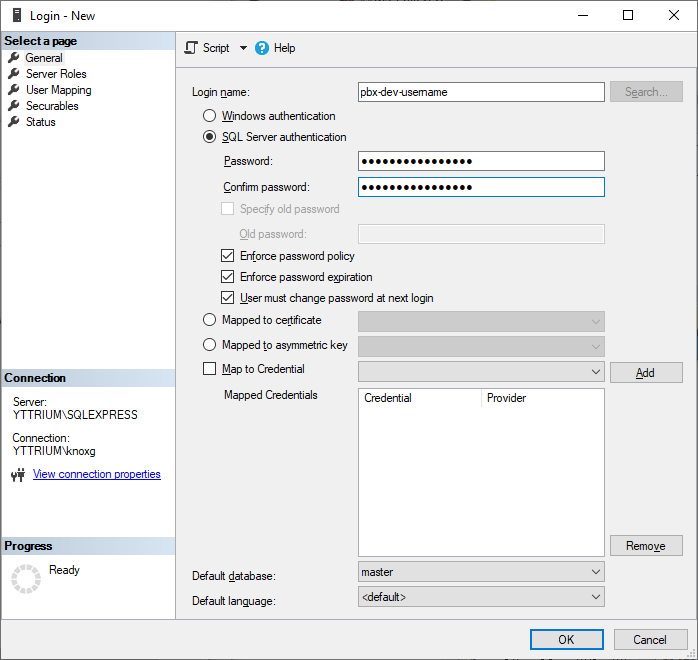 Login - New
Select a page
General
Server Roles
User Mapping
Securables
Status
Script
Help
Login name:
pbx-dev-username
Search...
Windows authentication
SQL Server authentication
Password:
●●●●●●●●●●●●●●●●
Confirm password:
●●●●●●●●●●●●●●●●
Specify old password
Old password:
Enforce password policy
Enforce password expiration
User must change password at next login
Mapped to certificate
Mapped to asymmetric key
Map to Credential
Add
Mapped Credentials
Credential Provider
Remove
Default database:
master
Default language:
<default>
Connection
Server:
YTTRIUM\SQLEXPRESS
Connection:
YTTRIUM\knoxg
View connection properties
Progress
Ready
OK
Cancel